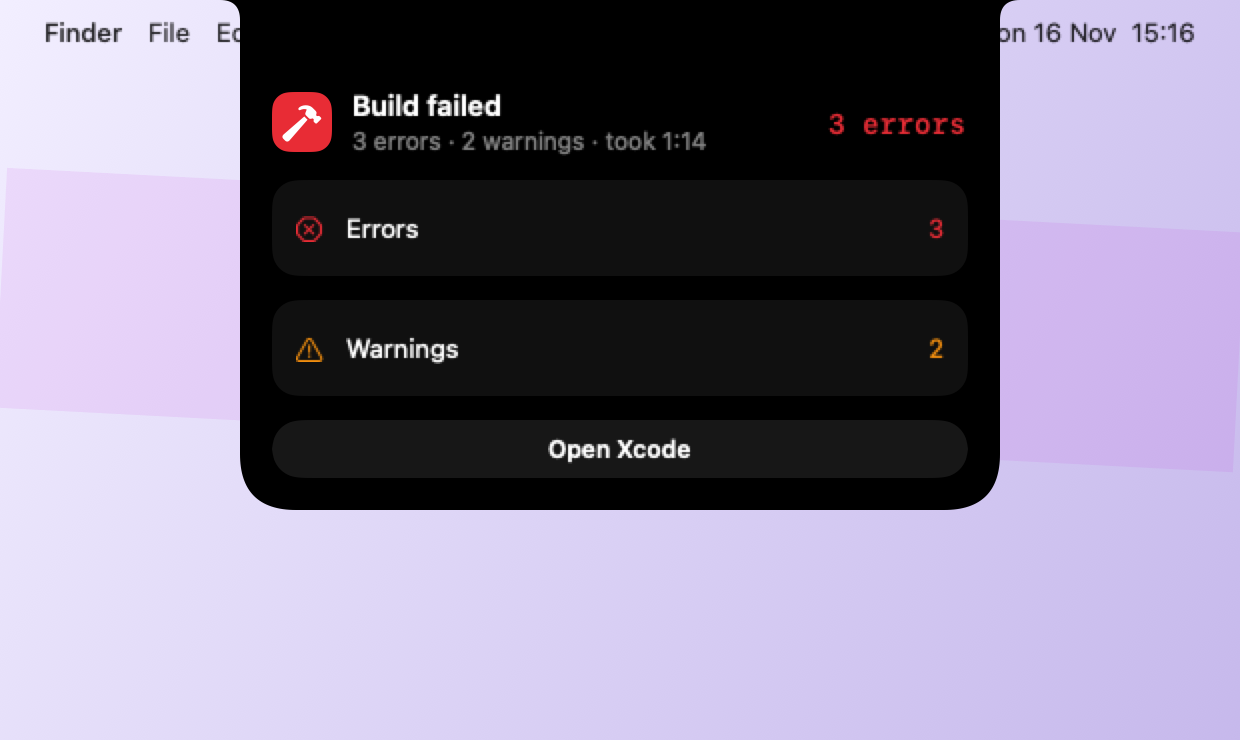 Finder File
16 Nov 15:16
Build failed
3 errors · 2 warnings · took 1:14
3 errors
Errors 3
Warnings 2
Open Xcode